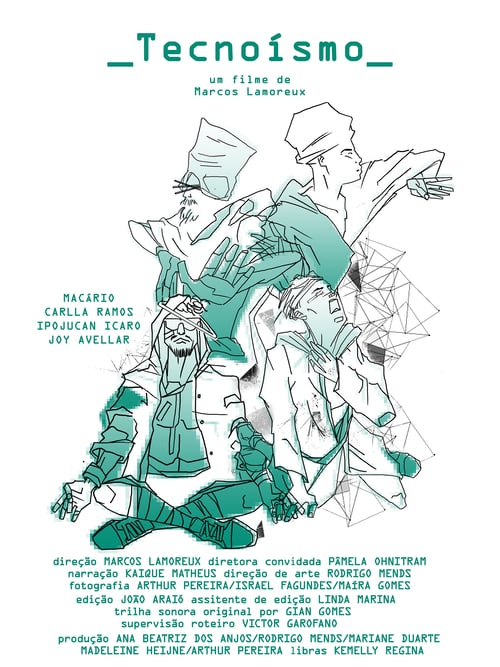 _Tecnoísmo_
um filme de
Marcos Lamoreux
MACÁRIO
CARLLA RAMOS
IPOJUCAN ICARO
JOY AVELLAR
direção MARCOS LAMOREUX diretora convidada PÂMELA OHNITRAM
narração KAIQUE MATHEUS direção de arte RODRIGO MENDS
fotografia ARTHUR PEREIRA/ISRAEL FAGUNDES/MAÍRA GOMES
edição JOÃO ARAIÓ assitente de edição LINDA MARINA
trilha sonora original por GIAN GOMES
supervisão roteiro VICTOR GAROFANO
produção ANA BEATRIZ DOS ANJOS/RODRIGO MENDS/MARIANE DUARTE
MADELEINE HEIJNE/ARTHUR PEREIRA libras KEMELLY REGINA